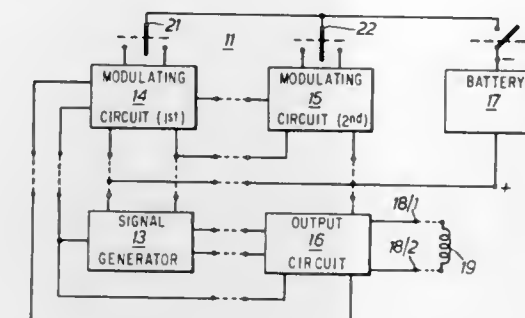 21
11
22
MODULATING
14
CIRCUIT (1st)
MODULATING
15
CIRCUIT (2nd)
−
BATTERY
17
+
SIGNAL
13
GENERATOR
OUTPUT
16
CIRCUIT
18/1
18/2
19